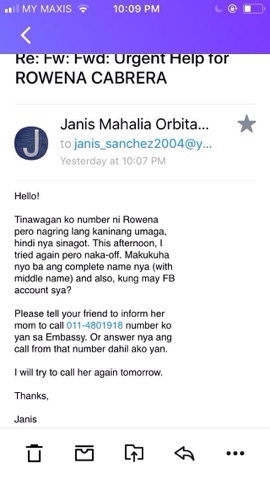 MY MAXIS 10:09 PM
Re: Fw: Fwd: Urgent Help for
ROWENA CABRERA
J
Janis Mahalia Orbita...
to janis_sanchez2004@y...
Yesterday at 10:07 PM
Hello!
Tinawagan ko number ni Rowena
pero nagring lang kaninang umaga,
hindi nya sinagot. This afternoon, I
tried again pero naka-off. Makukuha
nyo ba ang complete name nya (with
middle name) and also, kung may FB
account sya?
Please tell your friend to inform her
mom to call 011-4801918 number ko
yan sa Embassy. Or answer nya ang
call from that number dahil ako yan.
I will try to call her again tomorrow.
Thanks,
Janis